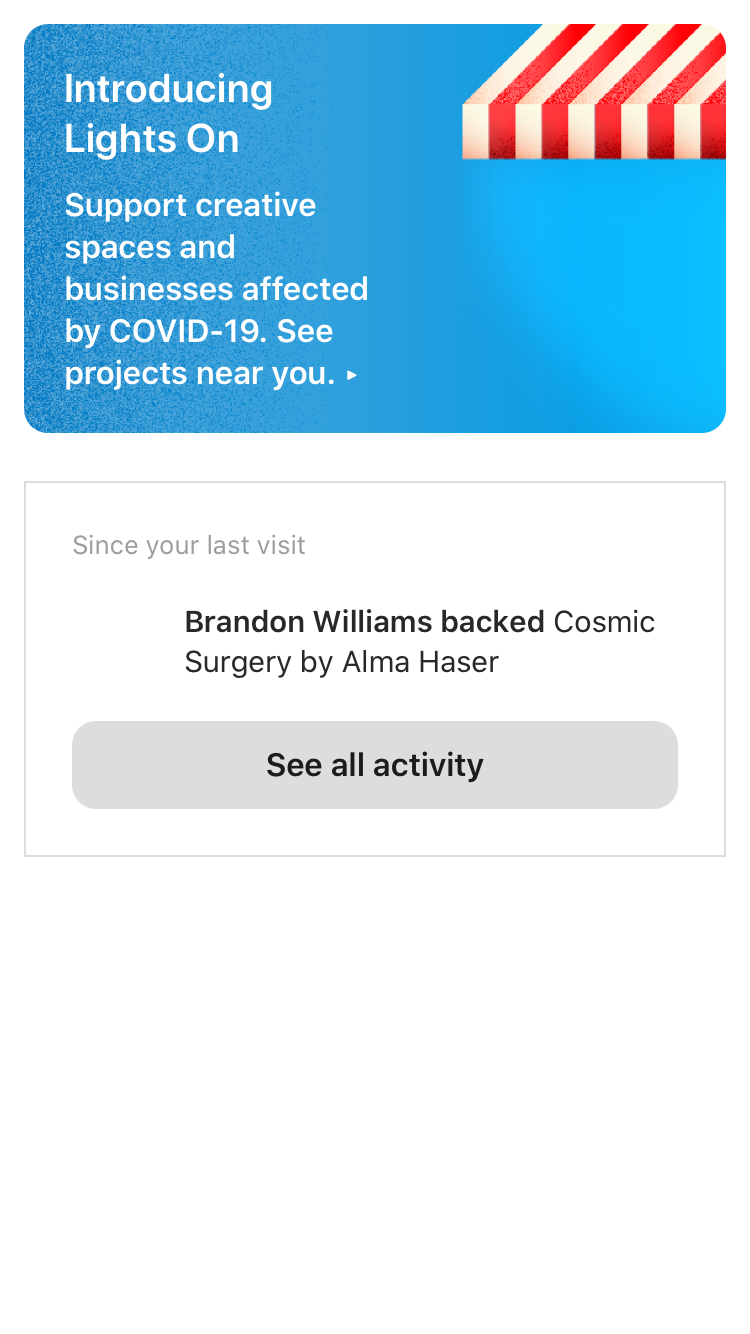 Introducing
Lights On
Support creative
spaces and
businesses affected
by COVID-19. See
projects near you. ▸
Since your last visit
Brandon Williams backed Cosmic
Surgery by Alma Haser
See all activity